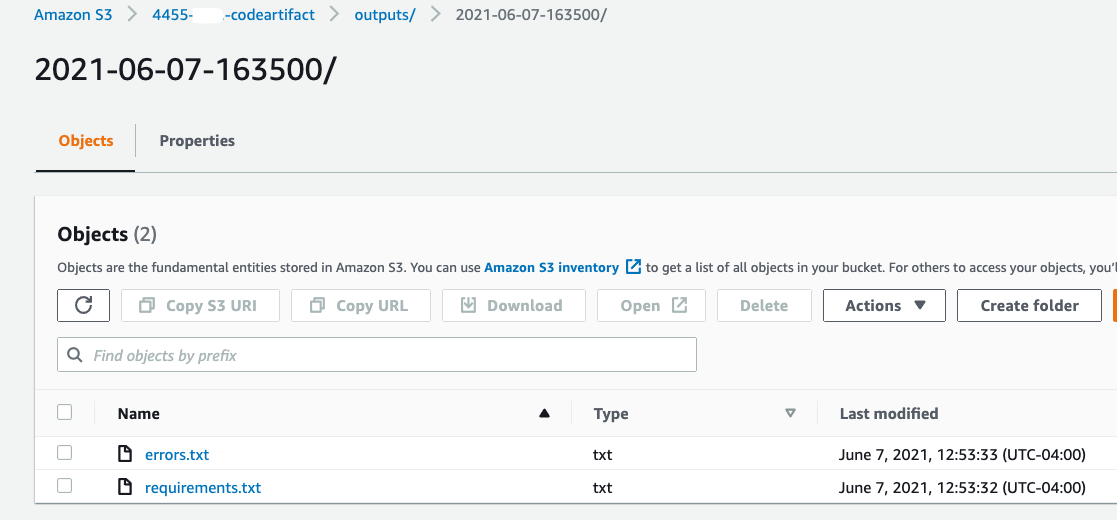 Amazon S3 > 4455- -codeartifact > outputs/ > 2021-06-07-163500/
2021-06-07-163500/
Objects Properties
Objects (2)
Objects are the fundamental entities stored in Amazon S3. You can use Amazon S3 inventory to get a list of all objects in your bucket. For others to access your objects, you'l
Copy S3 URI Copy URL Download Open Delete Actions Create folder
Find objects by prefix
Name Type Last modified
errors.txt txt June 7, 2021, 12:53:33 (UTC-04:00)
requirements.txt txt June 7, 2021, 12:53:32 (UTC-04:00)